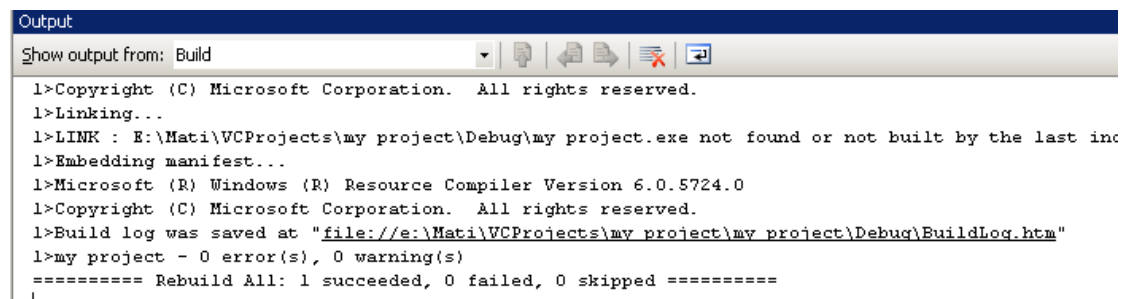 Output
Show output from: Build
1>Copyright (C) Microsoft Corporation.  All rights reserved.
1>Linking...
1>LINK : E:\Mati\VCProjects\my project\Debug\my project.exe not found or not built by the last inc
1>Embedding manifest...
1>Microsoft (R) Windows (R) Resource Compiler Version 6.0.5724.0
1>Copyright (C) Microsoft Corporation.  All rights reserved.
1>Build log was saved at "file://e:\Mati\VCProjects\my project\my project\Debug\BuildLog.htm"
1>my project - 0 error(s), 0 warning(s)
========== Rebuild All: 1 succeeded, 0 failed, 0 skipped ==========